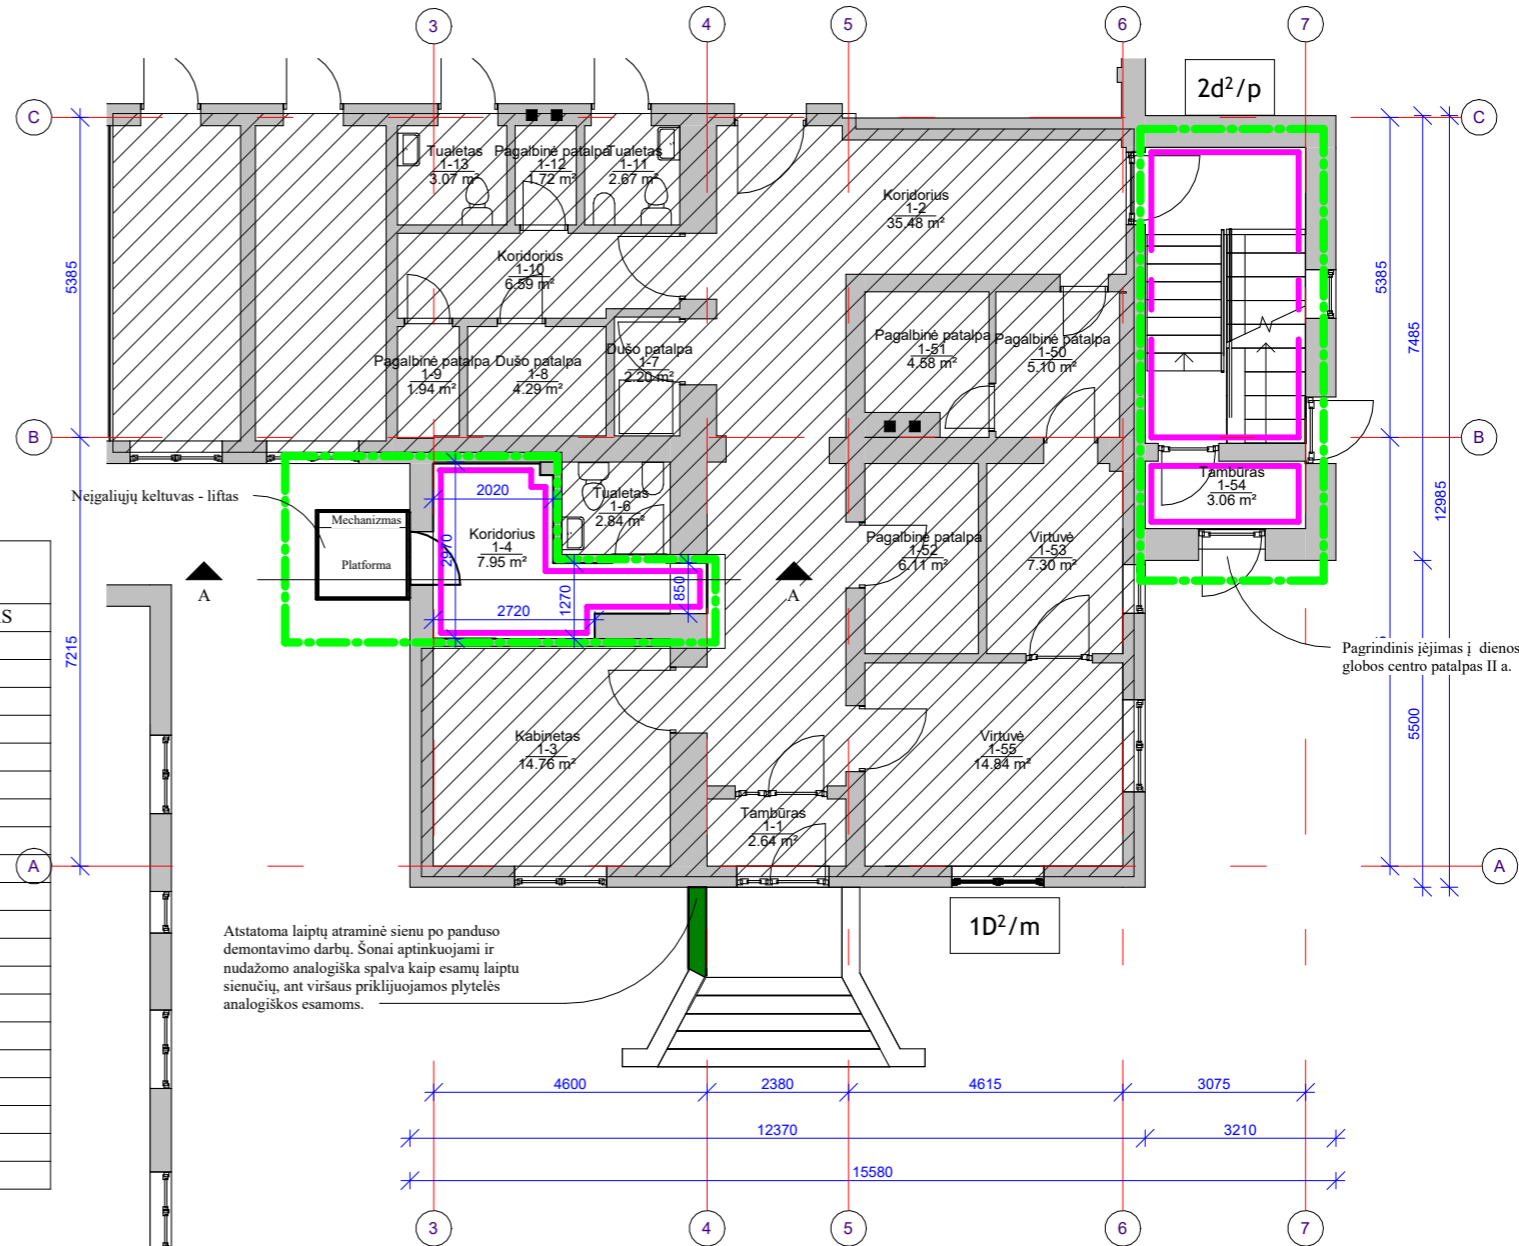 3
4
5
6
7
2d²/p
C
C
Tualetas
1-13
3.07 m²
Pagalbinė patalpa
1-12
1.72 m²
Tualetas
1-11
2.67 m²
Koridorius
1-2
35.48 m²
Koridorius
1-10
6.59 m²
5385
5385
7485
Pagalbinė patalpa
1-9
1.94 m²
Dušo patalpa
1-8
4.29 m²
Dušo patalpa
1-7
2.20 m²
Pagalbinė patalpa
1-51
4.58 m²
Pagalbinė patalpa
1-50
5.10 m²
B
B
Neįgaliųjų keltuvas - liftas
2020
Tualetas
1-6
2.84 m²
Tambūras
1-54
3.06 m²
12985
Mechanizmas
Platforma
2970
Koridorius
1-4
7.95 m²
Pagalbinė patalpa
1-52
6.11 m²
Virtuvė
1-53
7.30 m²
A
A
2720
1270
850
S
7215
Pagrindinis įėjimas į dienos
globos centro patalpas II a.
5500
Kabinetas
1-3
14.76 m²
Virtuvė
1-55
14.84 m²
Tambūras
1-1
2.64 m²
A
A
1D²/m
Atstatoma laiptų atraminė sienu po panduso
demontavimo darbų. Šonai aptinkuojami ir
nudažomo analogiška spalva kaip esamų laiptu
sienučių, ant viršaus priklijuojamos plytelės
analogiškos esamoms.
4600
2380
4615
3075
12370
3210
15580
3
4
5
6
7